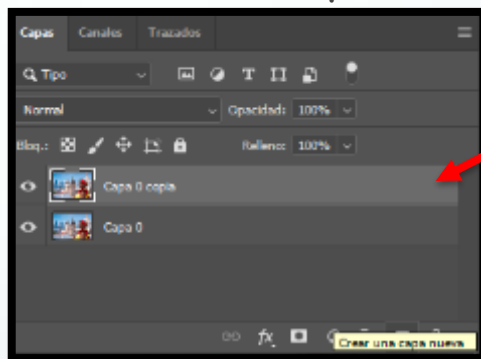 Capas Canales Trazados
Tipo
Normal Opacidad: 100%
Bloq.: Relleno: 100%
Capa 0 copia
Capa 0
fx
Crear una capa nueva